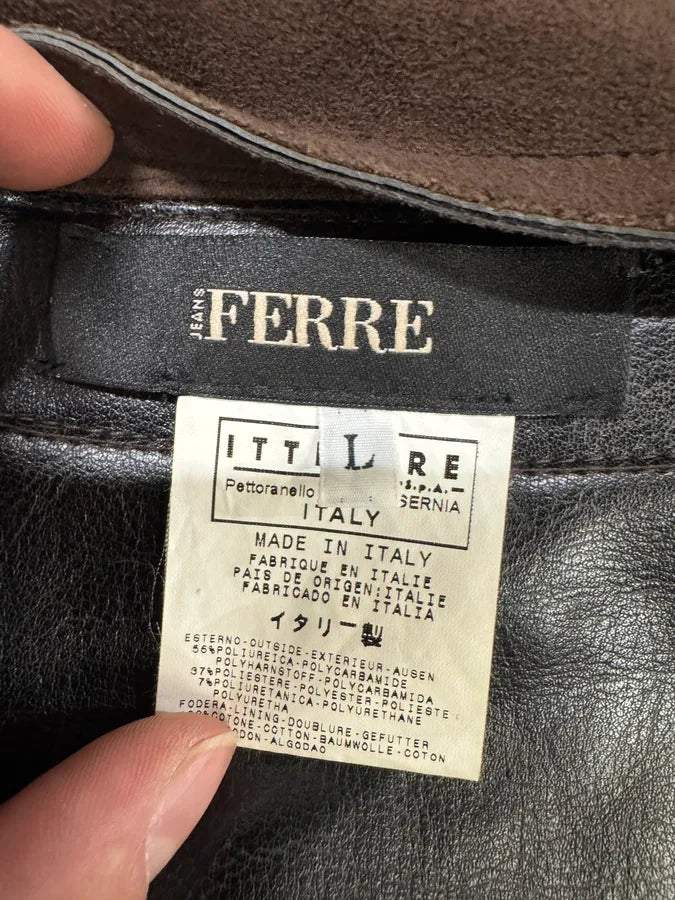 JEANS FERRE
L
ITT RE
S.p.A.
Pettoranello SERNIA
ITALY
MADE IN ITALY
FABRIQUE EN ITALIE
PAIS DE ORIGEN:ITALIE
FABRICADO EN ITALIA
イタリー製
ESTERNO-OUTSIDE-EXTERIEUR-AUSEN
56%POLIUREICA-POLYCARBAMIDE
POLYHARNSTOFF-POLYCARBAMIDA
37%POLIESTERE-POLYESTER-POLIESTE
7%POLIURETANICA-POLYURETHANE
POLYURETHA
FODERA-LINING-DOUBLURE-GEFUTTER
COTONE-COTTON-BAUMWOLLE-COTON
ODON-ALGODAO